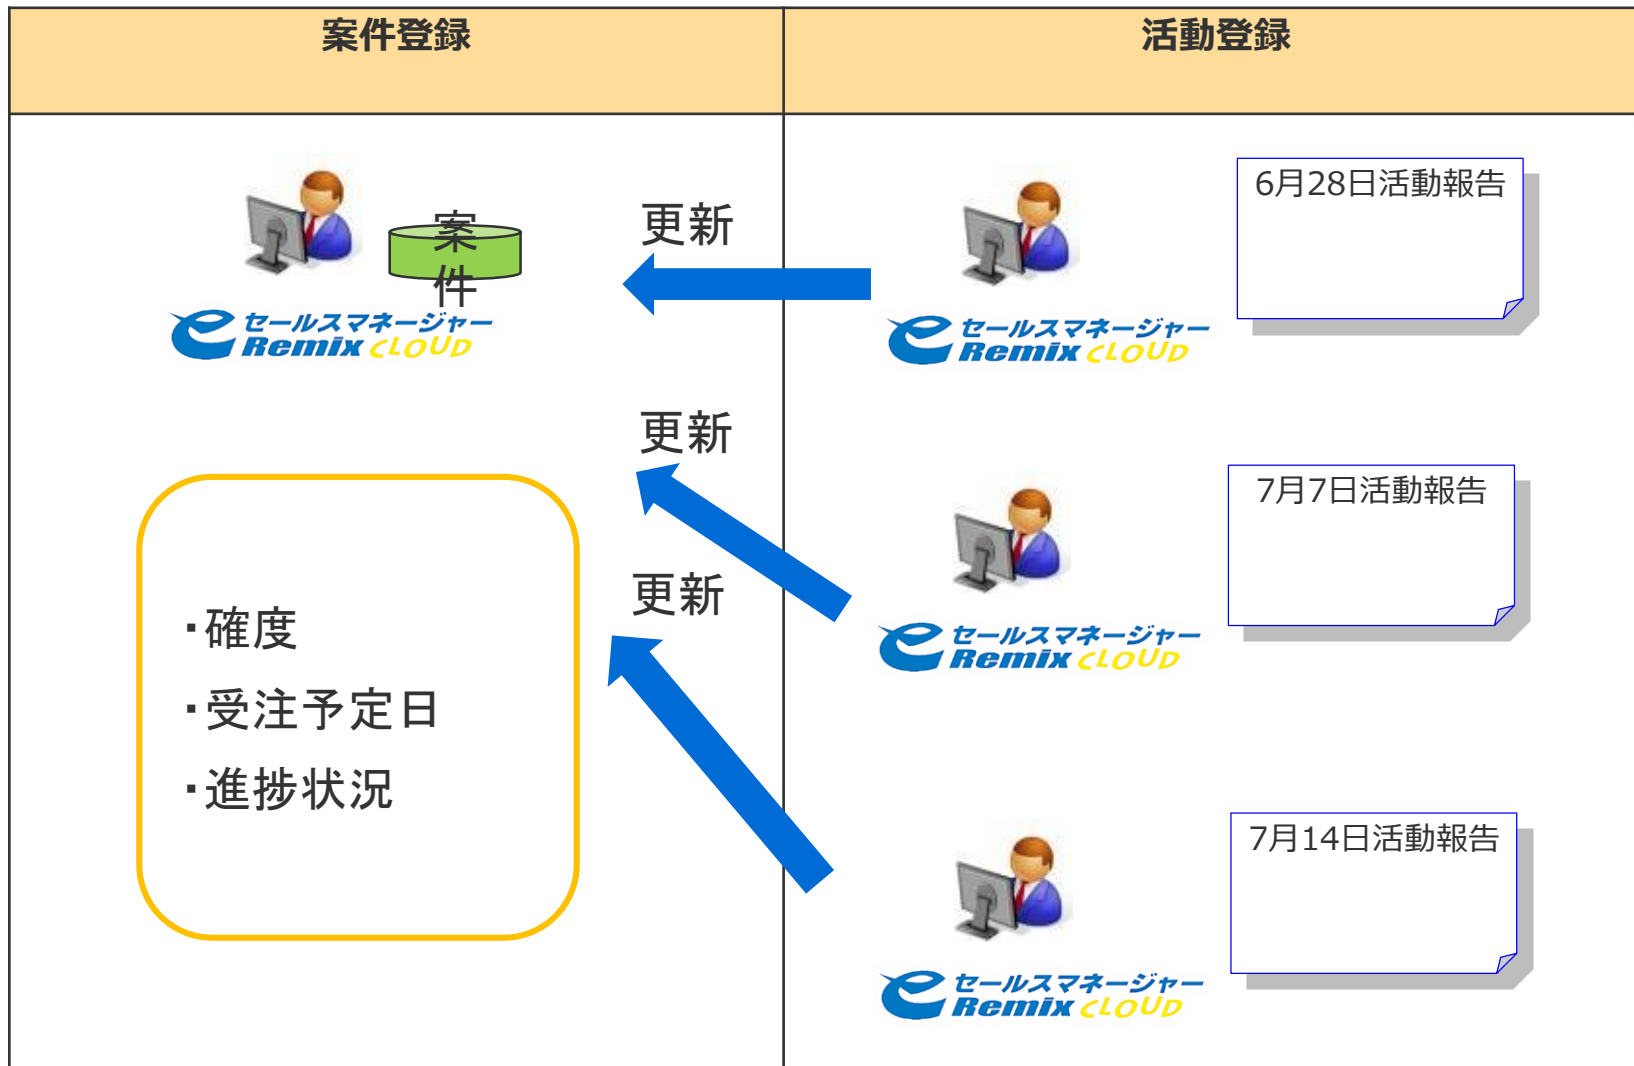 案件登録
活動登録
案
件
更新
eセールスマネージャー
Remix CLOUD
eセールスマネージャー
Remix CLOUD
6月28日活動報告
更新
・確度
・受注予定日
・進捗状況
更新
eセールスマネージャー
Remix CLOUD
7月7日活動報告
eセールスマネージャー
Remix CLOUD
7月14日活動報告